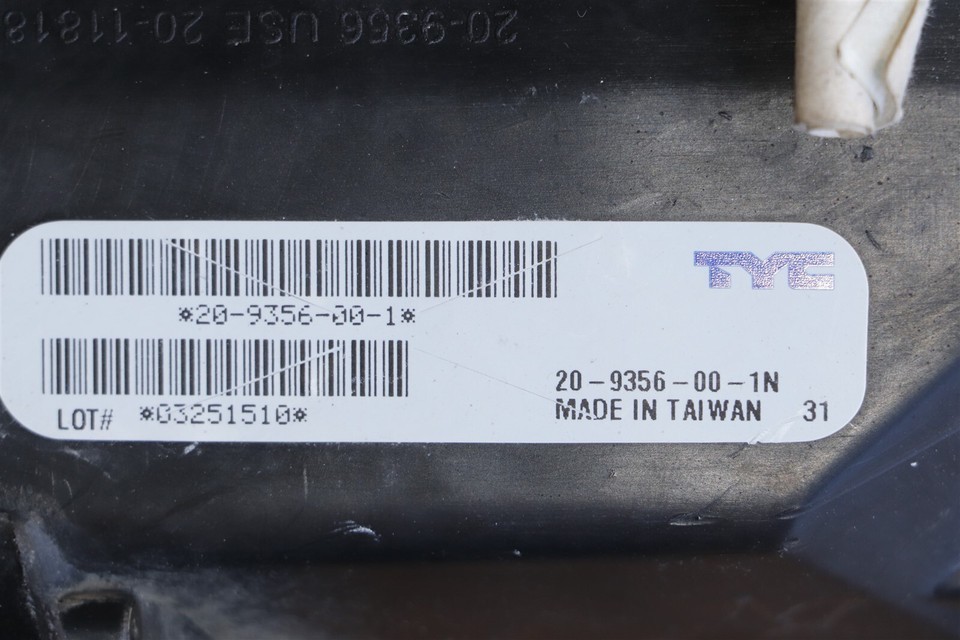 20-9356 USE 20-11818
TYC
*20-9356-00-1*
20-9356-00-1N
LOT# *03251510*
MADE IN TAIWAN 31